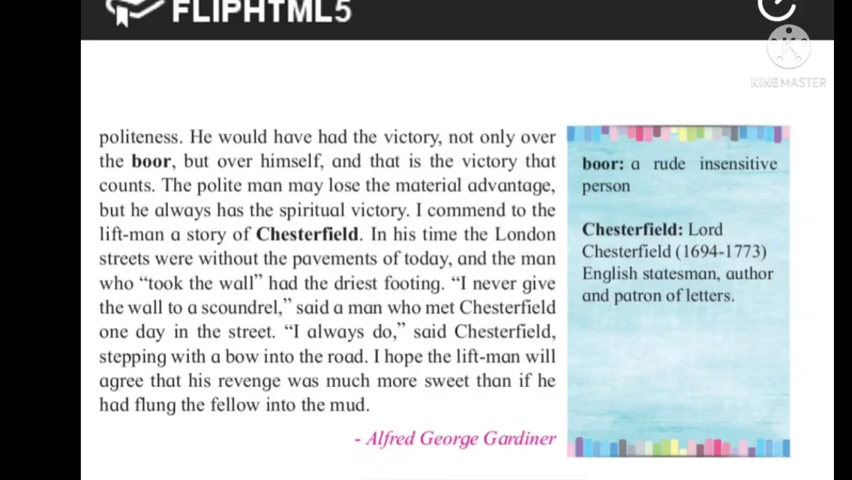 FLIPHTML5
KINEMASTER
politeness. He would have had the victory, not only over
the boor, but over himself, and that is the victory that
counts. The polite man may lose the material advantage,
but he always has the spiritual victory. I commend to the
lift-man a story of Chesterfield. In his time the London
streets were without the pavements of today, and the man
who “took the wall” had the driest footing. “I never give
the wall to a scoundrel,” said a man who met Chesterfield
one day in the street. “I always do,” said Chesterfield,
stepping with a bow into the road. I hope the lift-man will
agree that his revenge was much more sweet than if he
had flung the fellow into the mud.
- Alfred George Gardiner
boor: a rude insensitive
person
Chesterfield: Lord
Chesterfield (1694-1773)
English statesman, author
and patron of letters.